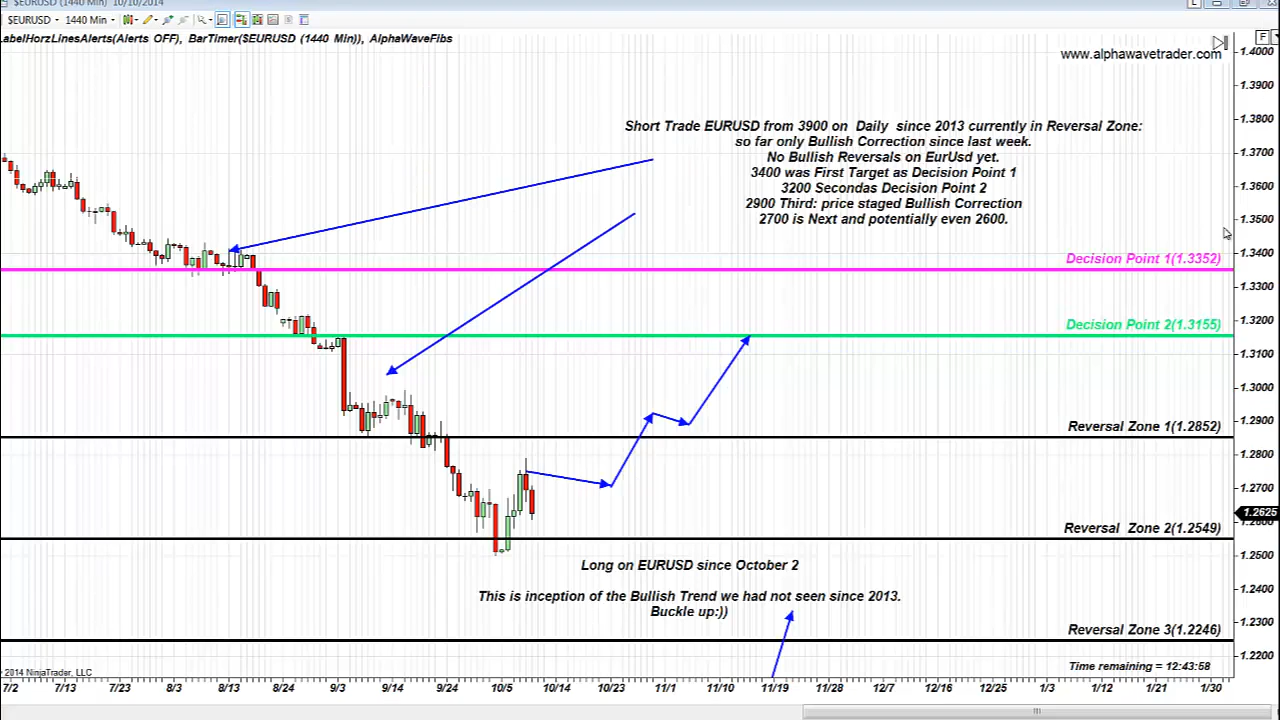 $EURUSD (1440 Min) 10/10/2014
$EURUSD 1440 Min
LabelHorzLinesAlerts(Alerts OFF), BarTimer($EURUSD (1440 Min)), AlphaWaveFibs
F
www.alphawavetrader.com
1.4000
1.3900
1.3800
1.3700
1.3600
1.3500
1.3400
1.3300
1.3200
1.3100
1.3000
1.2900
1.2800
1.2700
1.2625
1.2600
1.2500
1.2400
1.2300
1.2200
Short Trade EURUSD from 3900 on Daily since 2013 currently in Reversal Zone:
so far only Bullish Correction since last week.
No Bullish Reversals on EurUsd yet.
3400 was First Target as Decision Point 1
3200 Secondas Decision Point 2
2900 Third: price staged Bullish Correction
2700 is Next and potentially even 2600.
Decision Point 1(1.3352)
Decision Point 2(1.3155)
Reversal Zone 1(1.2852)
Reversal Zone 2(1.2549)
Long on EURUSD since October 2
This is inception of the Bullish Trend we had not seen since 2013.
Buckle up:))
Reversal Zone 3(1.2246)
Time remaining = 12:43:58
© 2014 NinjaTrader, LLC
7/2 7/13 7/23 8/3 8/13 8/24 9/3 9/14 9/24 10/5 10/14 10/23 11/1 11/10 11/19 11/28 12/7 12/16 12/25 1/3 1/12 1/21 1/30